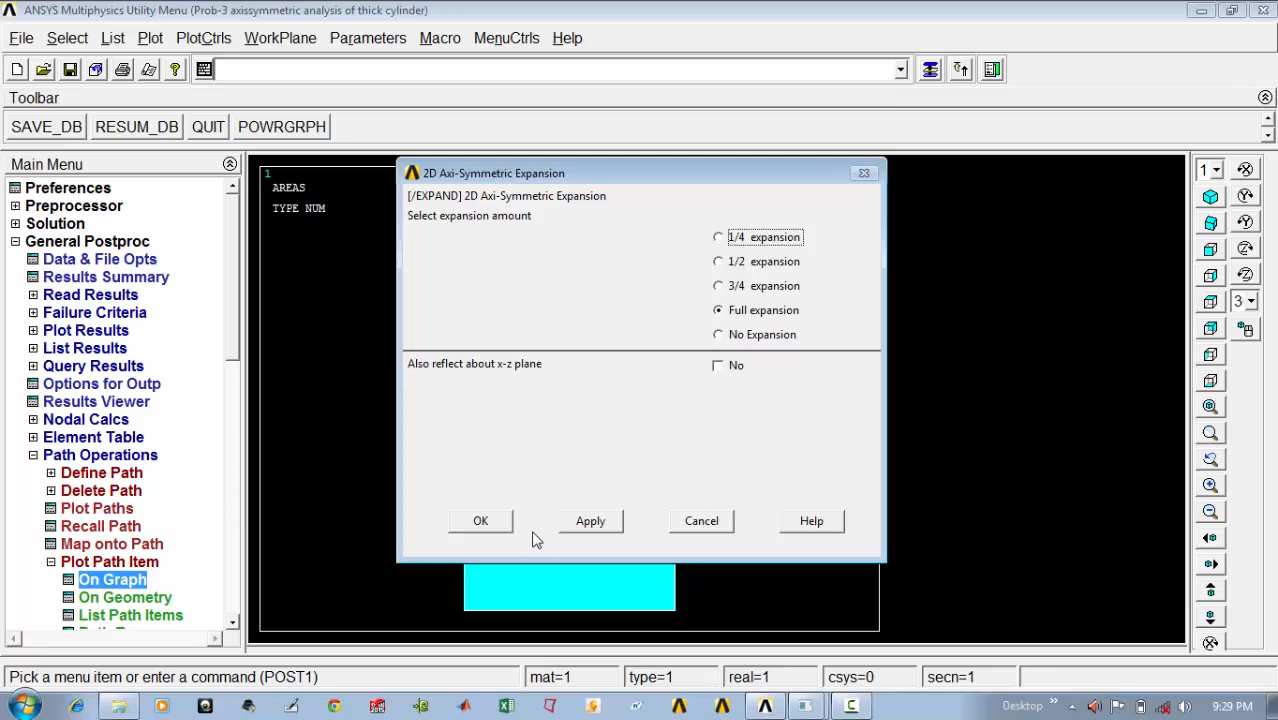 ANSYS Multiphysics Utility Menu (Prob-3 axissymmetric analysis of thick cylinder)
File Select List Plot PlotCtrls WorkPlane Parameters Macro MenuCtrls Help
Toolbar
SAVE_DB RESUM_DB QUIT POWRGRPH
Main Menu
Preferences
Preprocessor
Solution
General Postproc
Data & File Opts
Results Summary
Read Results
Failure Criteria
Plot Results
List Results
Query Results
Options for Outp
Results Viewer
Nodal Calcs
Element Table
Path Operations
Define Path
Delete Path
Plot Paths
Recall Path
Map onto Path
Plot Path Item
On Graph
On Geometry
List Path Items
1
AREAS
TYPE NUM
2D Axi-Symmetric Expansion
[/EXPAND] 2D Axi-Symmetric Expansion
Select expansion amount
1/4 expansion
1/2 expansion
3/4 expansion
Full expansion
No Expansion
Also reflect about x-z plane
No
OK Apply Cancel Help
1
3
Pick a menu item or enter a command (POST1)
mat=1 type=1 real=1 csys=0 secn=1
Desktop
9:29 PM